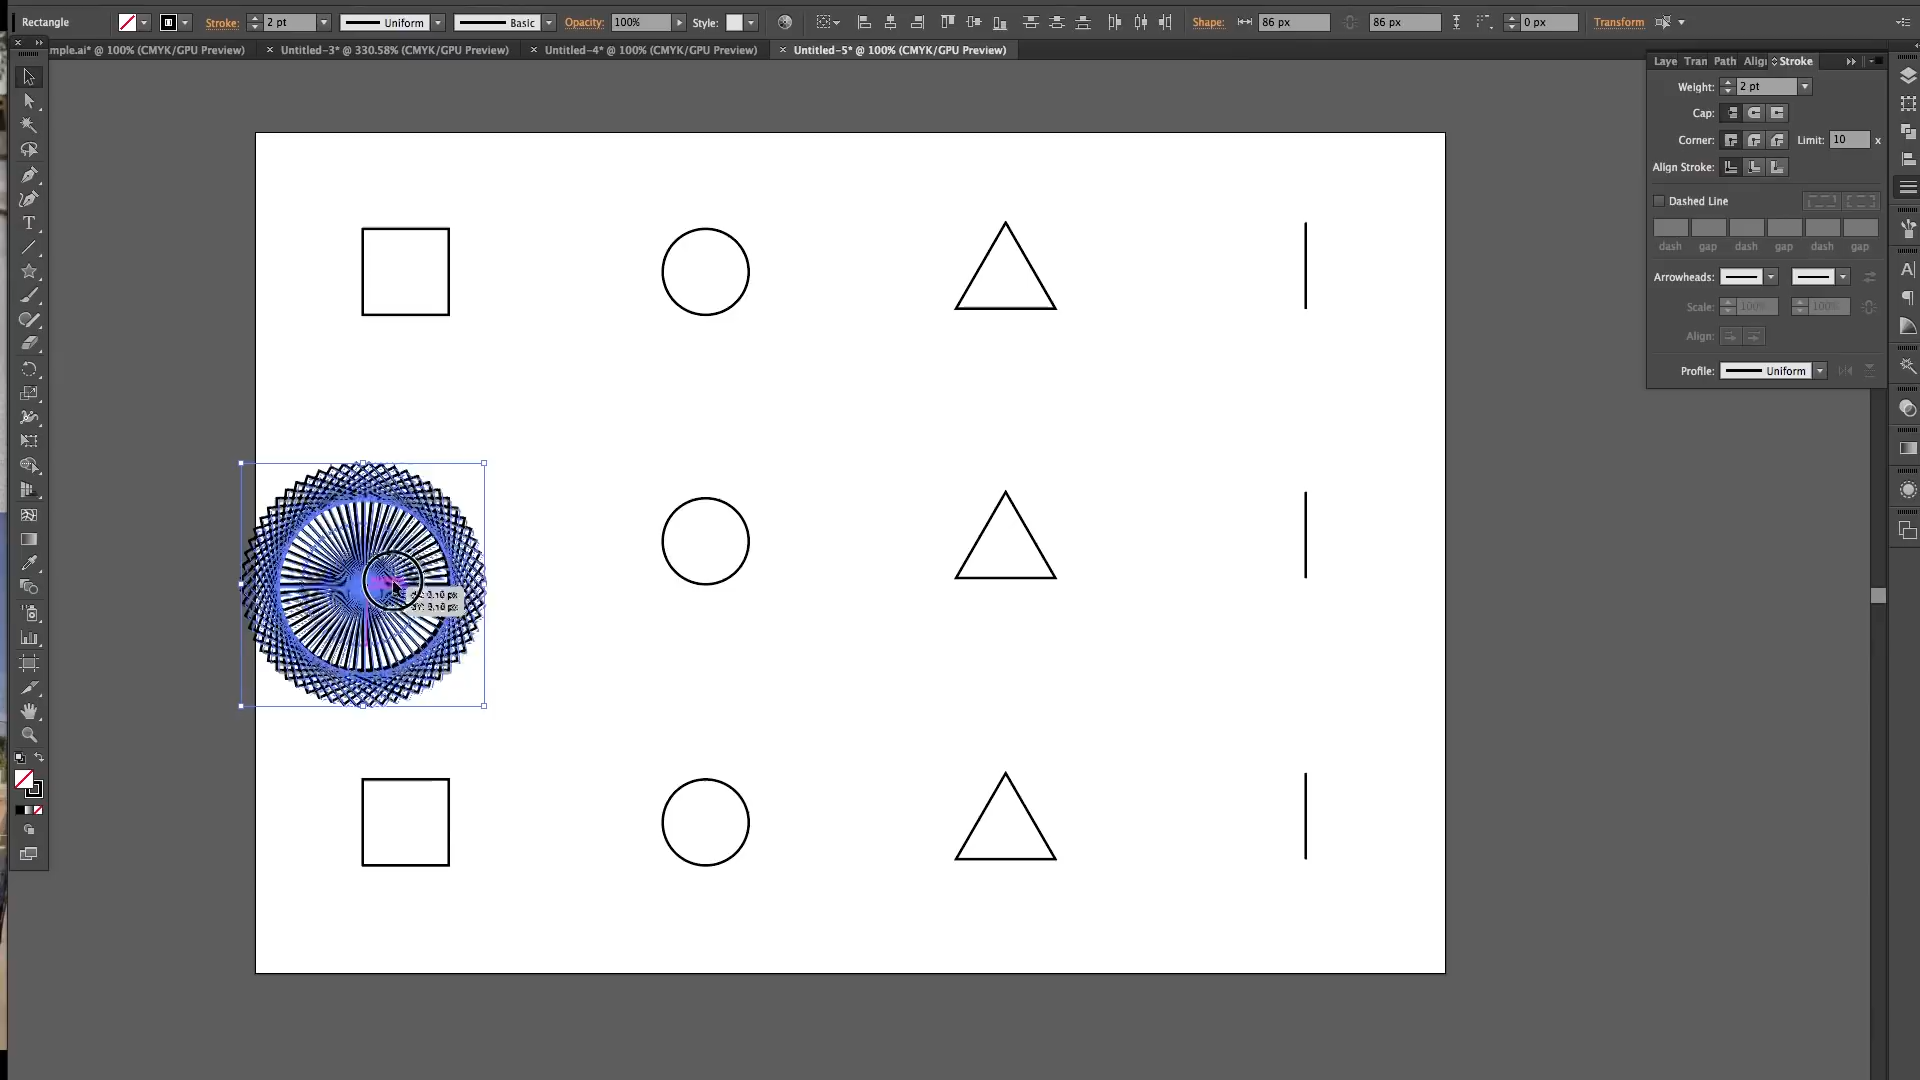 Rectangle Stroke: 2 pt Uniform Basic Opacity: 100% Style: Shape: 86 px 86 px 0 px Transform
mple.ai* @ 100% (CMYK/GPU Preview) × Untitled-3* @ 330.58% (CMYK/GPU Preview) × Untitled-4* @ 100% (CMYK/GPU Preview) × Untitled-5* @ 100% (CMYK/GPU Preview)
Laye Tran Path Align Stroke
Weight: 2 pt
Cap:
Corner: Limit: 10 x
Align Stroke:
Dashed Line
dash gap dash gap dash gap
Arrowheads:
Scale: 100% 100%
Align:
Profile: Uniform